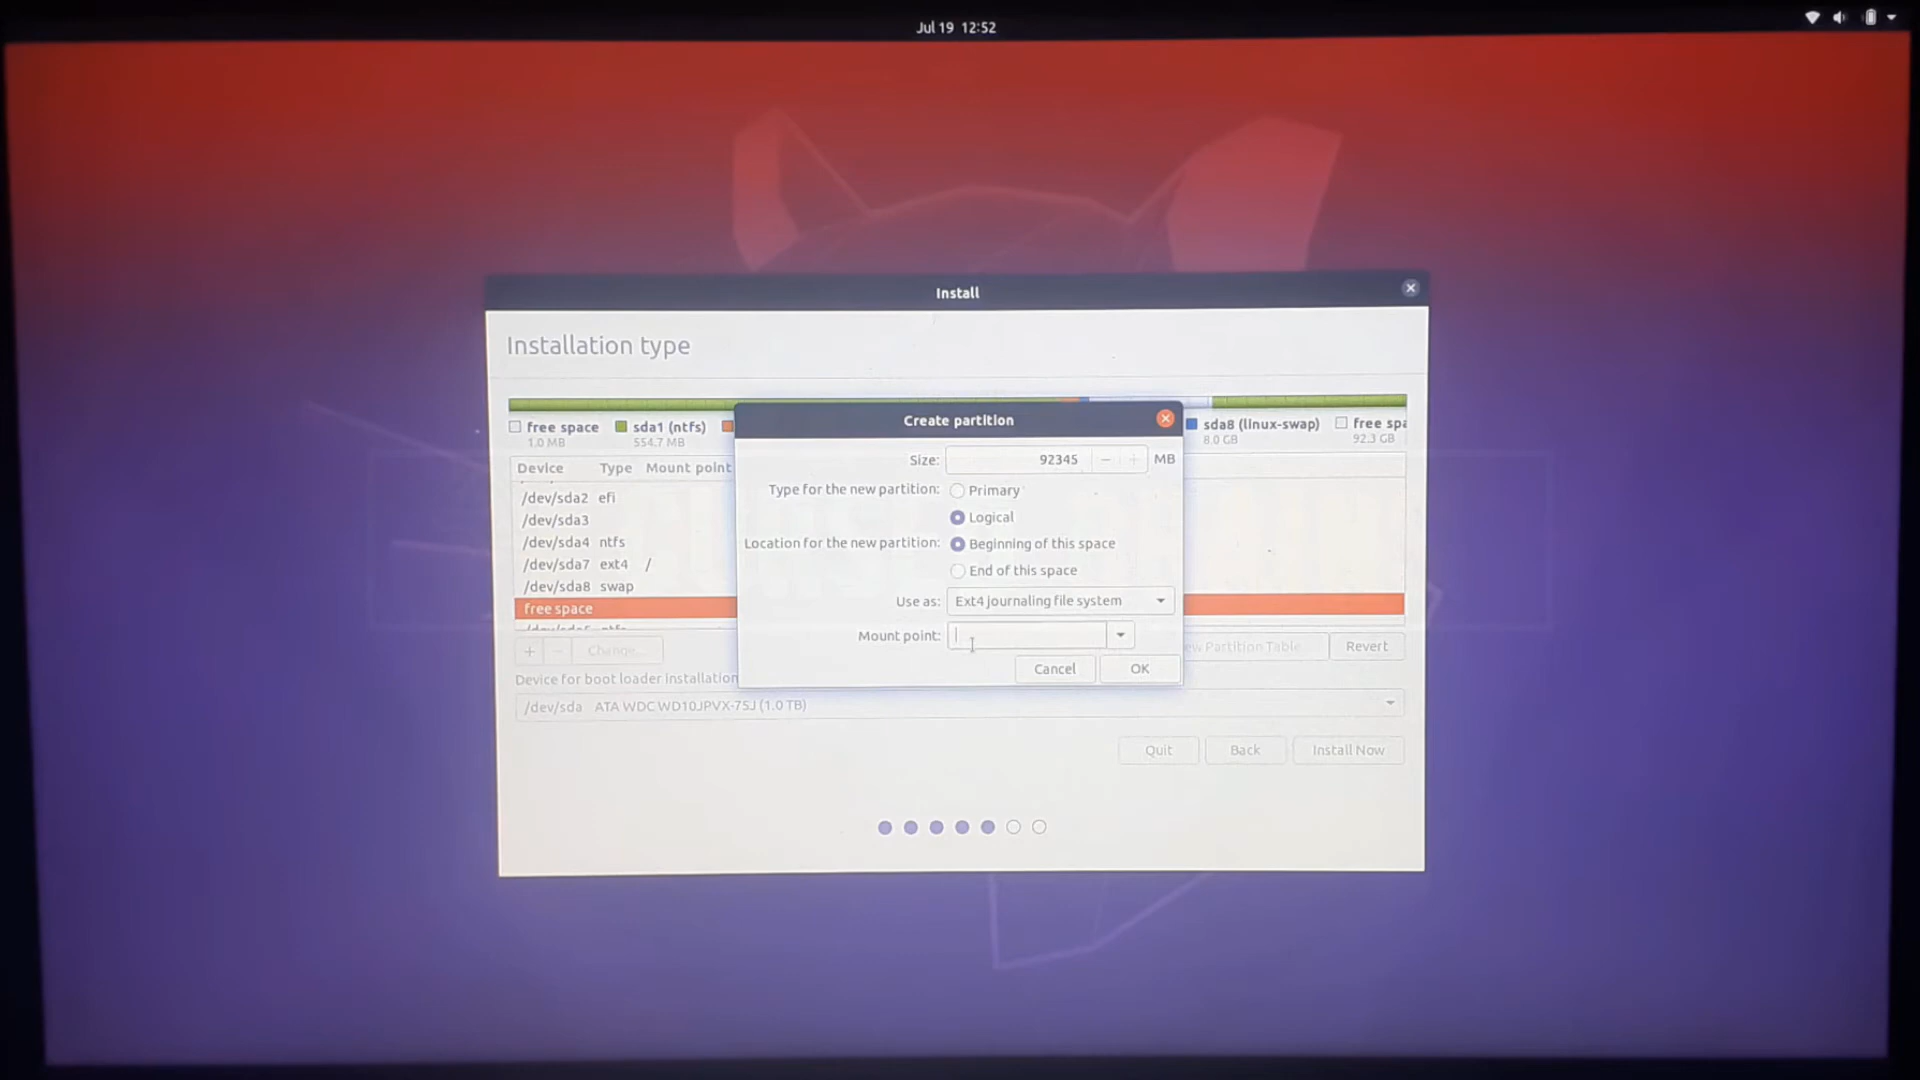 Jul 19 12:52
Install
Installation type
free space
1.0 MB
sda1 (ntfs)
554.7 MB
sda8 (linux-swap)
8.0 GB
free spa
92.3 GB
Device Type Mount point
/dev/sda2 efi
/dev/sda3
/dev/sda4 ntfs
/dev/sda7 ext4 /
/dev/sda8 swap
free space
+ − Change...
ew Partition Table... Revert
Device for boot loader installation
/dev/sda ATA WDC WD10JPVX-75J (1.0 TB)
Quit Back Install Now
Create partition
Size: 92345 − + MB
Type for the new partition: Primary
Logical
Location for the new partition: Beginning of this space
End of this space
Use as: Ext4 journaling file system
Mount point:
Cancel OK